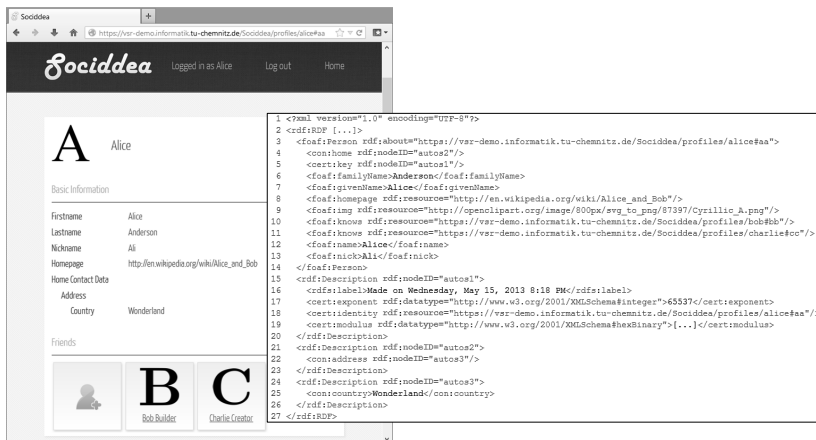 Sociddea
+
https://vsr-demo.informatik.tu-chemnitz.de/Sociddea/profiles/alice#aa
Sociddea Logged in as Alice Log out Home
A Alice
Basic Information
Firstname Alice
Lastname Anderson
Nickname Ali
Homepage http://en.wikipedia.org/wiki/Alice_and_Bob
Home Contact Data
Address
Country Wonderland
Friends
B C
Bob Builder Charlie Creator
1 <?xml version="1.0" encoding="UTF-8"?>
2 <rdf:RDF [...]>
3 <foaf:Person rdf:about="https://vsr-demo.informatik.tu-chemnitz.de/Sociddea/profiles/alice#aa">
4 <con:home rdf:nodeID="autos2"/>
5 <cert:key rdf:nodeID="autos1"/>
6 <foaf:familyName>Anderson</foaf:familyName>
7 <foaf:givenName>Alice</foaf:givenName>
8 <foaf:homepage rdf:resource="http://en.wikipedia.org/wiki/Alice_and_Bob"/>
9 <foaf:img rdf:resource="http://openclipart.org/image/800px/svg_to_png/87397/Cyrillic_A.png"/>
10 <foaf:knows rdf:resource="https://vsr-demo.informatik.tu-chemnitz.de/Sociddea/profiles/bob#bb"/>
11 <foaf:knows rdf:resource="https://vsr-demo.informatik.tu-chemnitz.de/Sociddea/profiles/charlie#cc"/>
12 <foaf:name>Alice</foaf:name>
13 <foaf:nick>Ali</foaf:nick>
14 </foaf:Person>
15 <rdf:Description rdf:nodeID="autos1">
16 <rdfs:label>Made on Wednesday, May 15, 2013 8:18 PM</rdfs:label>
17 <cert:exponent rdf:datatype="http://www.w3.org/2001/XMLSchema#integer">65537</cert:exponent>
18 <cert:identity rdf:resource="https://vsr-demo.informatik.tu-chemnitz.de/Sociddea/profiles/alice#aa"/
19 <cert:modulus rdf:datatype="http://www.w3.org/2001/XMLSchema#hexBinary">[...]</cert:modulus>
20 </rdf:Description>
21 <rdf:Description rdf:nodeID="autos2">
22 <con:address rdf:nodeID="autos3"/>
23 </rdf:Description>
24 <rdf:Description rdf:nodeID="autos3">
25 <con:country>Wonderland</con:country>
26 </rdf:Description>
27 </rdf:RDF>